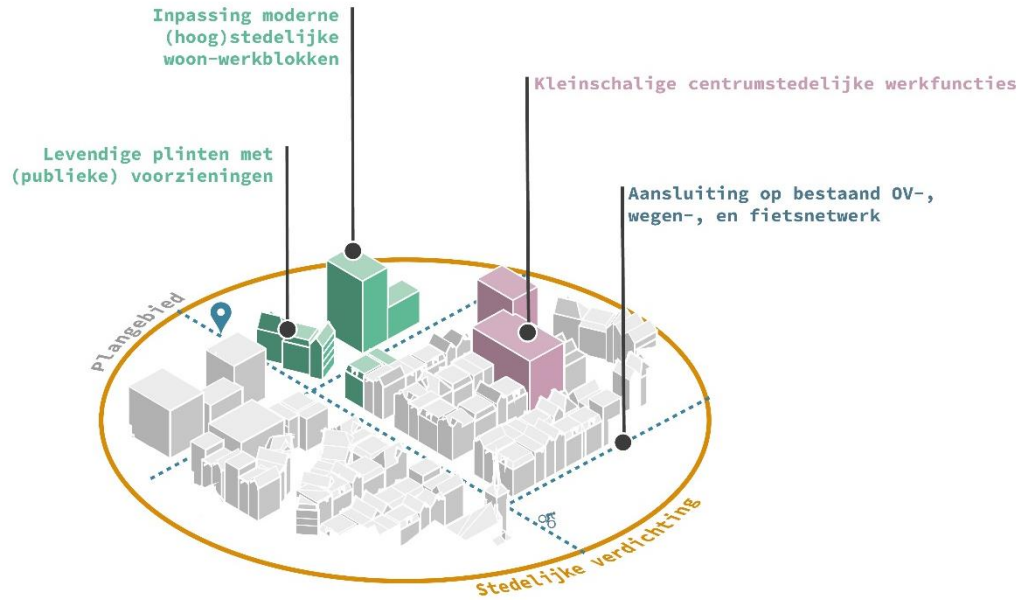 Inpassing moderne
(hoog)stedelijke
woon-werkblokken
Kleinschalige centrumstedelijke werkfuncties
Levendige plinten met
(publieke) voorzieningen
Aansluiting op bestaand OV-,
wegen-, en fietsnetwerk
Plangebied
Stedelijke verdichting